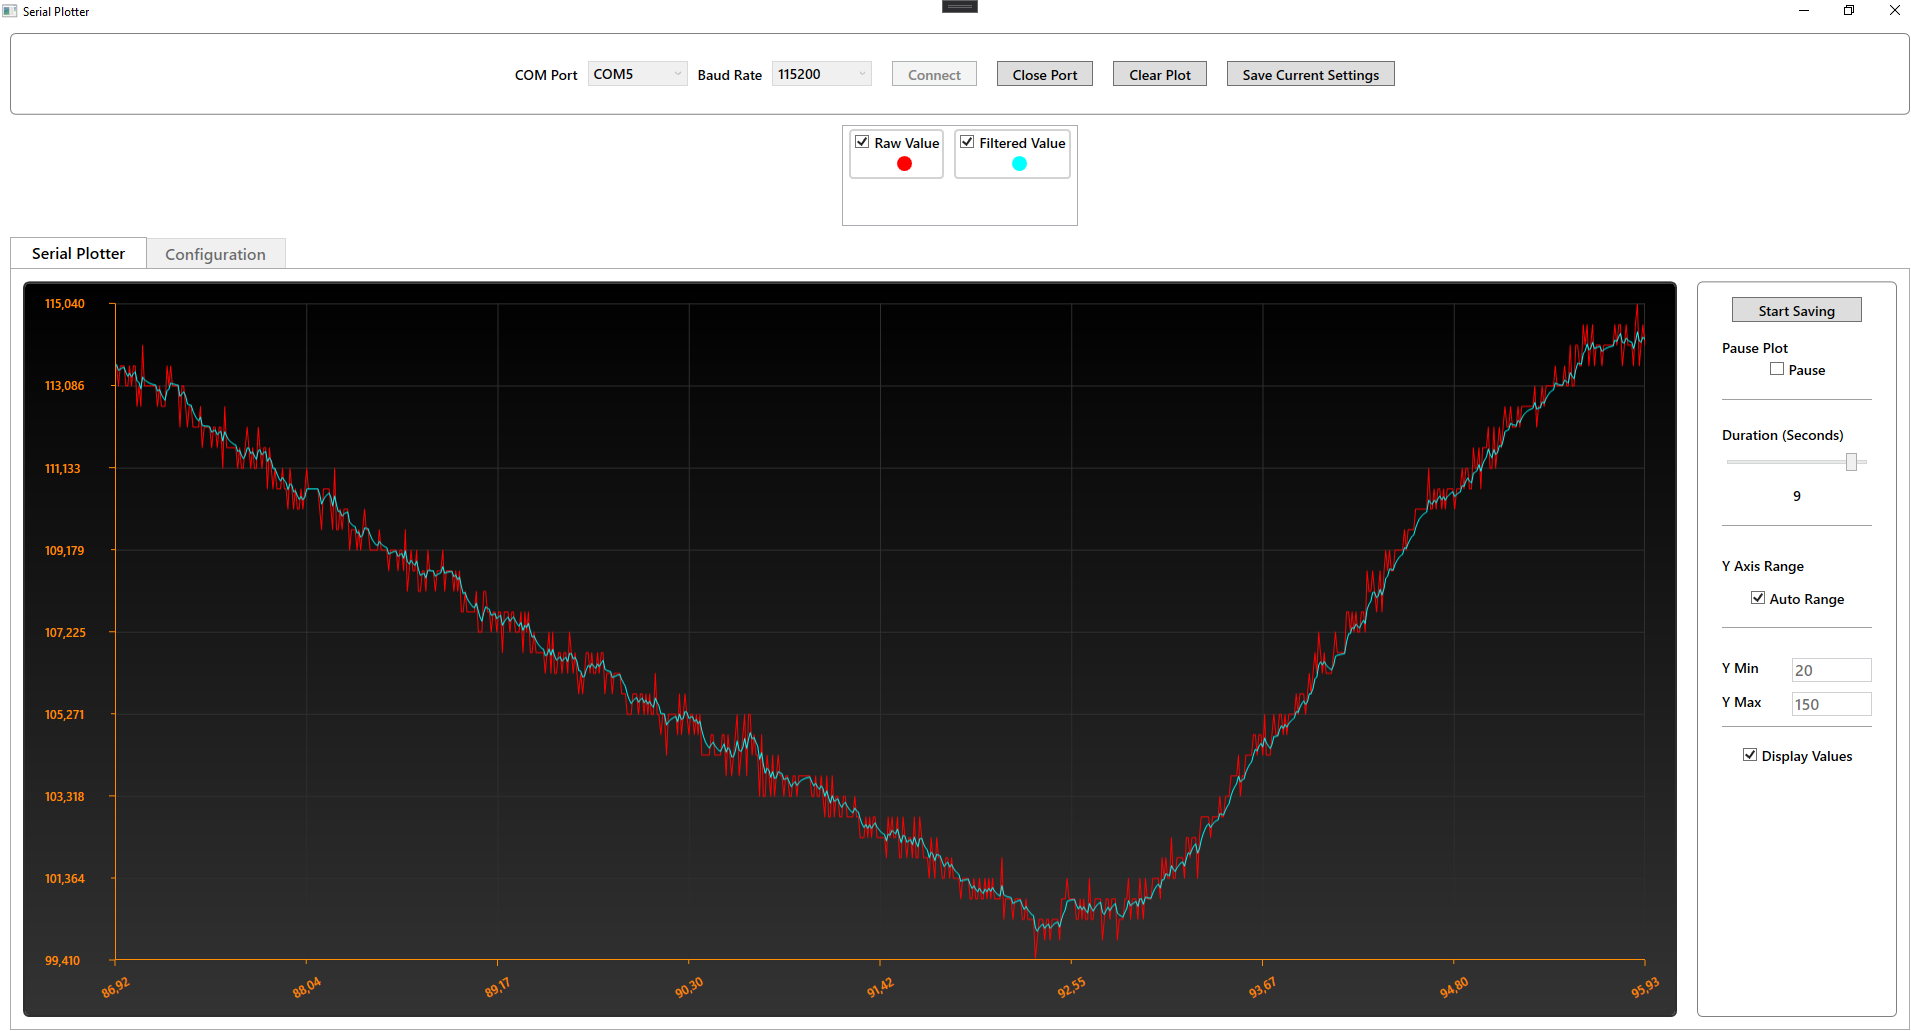 Serial Plotter
COM Port COM5 Baud Rate 115200 Connect Close Port Clear Plot Save Current Settings
Raw Value Filtered Value
Serial Plotter Configuration
115,040
113,086
111,133
109,179
107,225
105,271
103,318
101,364
99,410
86,92 88,04 89,17 90,30 91,42 92,55 93,67 94,80 95,93
Start Saving
Pause Plot
Pause
Duration (Seconds)
9
Y Axis Range
Auto Range
Y Min 20
Y Max 150
Display Values